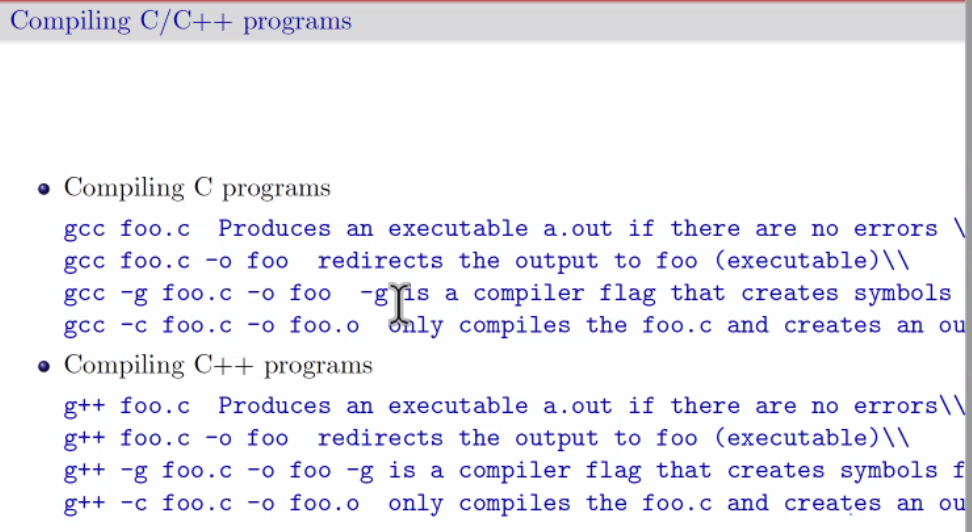 Compiling C/C++ programs
Compiling C programs
gcc foo.c  Produces an executable a.out if there are no errors \
gcc foo.c -o foo  redirects the output to foo (executable)\\
gcc -g foo.c -o foo  -g is a compiler flag that creates symbols
gcc -c foo.c -o foo.o  only compiles the foo.c and creates an ou
Compiling C++ programs
g++ foo.c  Produces an executable a.out if there are no errors\\
g++ foo.c -o foo  redirects the output to foo (executable)\\
g++ -g foo.c -o foo -g is a compiler flag that creates symbols f
g++ -c foo.c -o foo.o  only compiles the foo.c and creates an ou